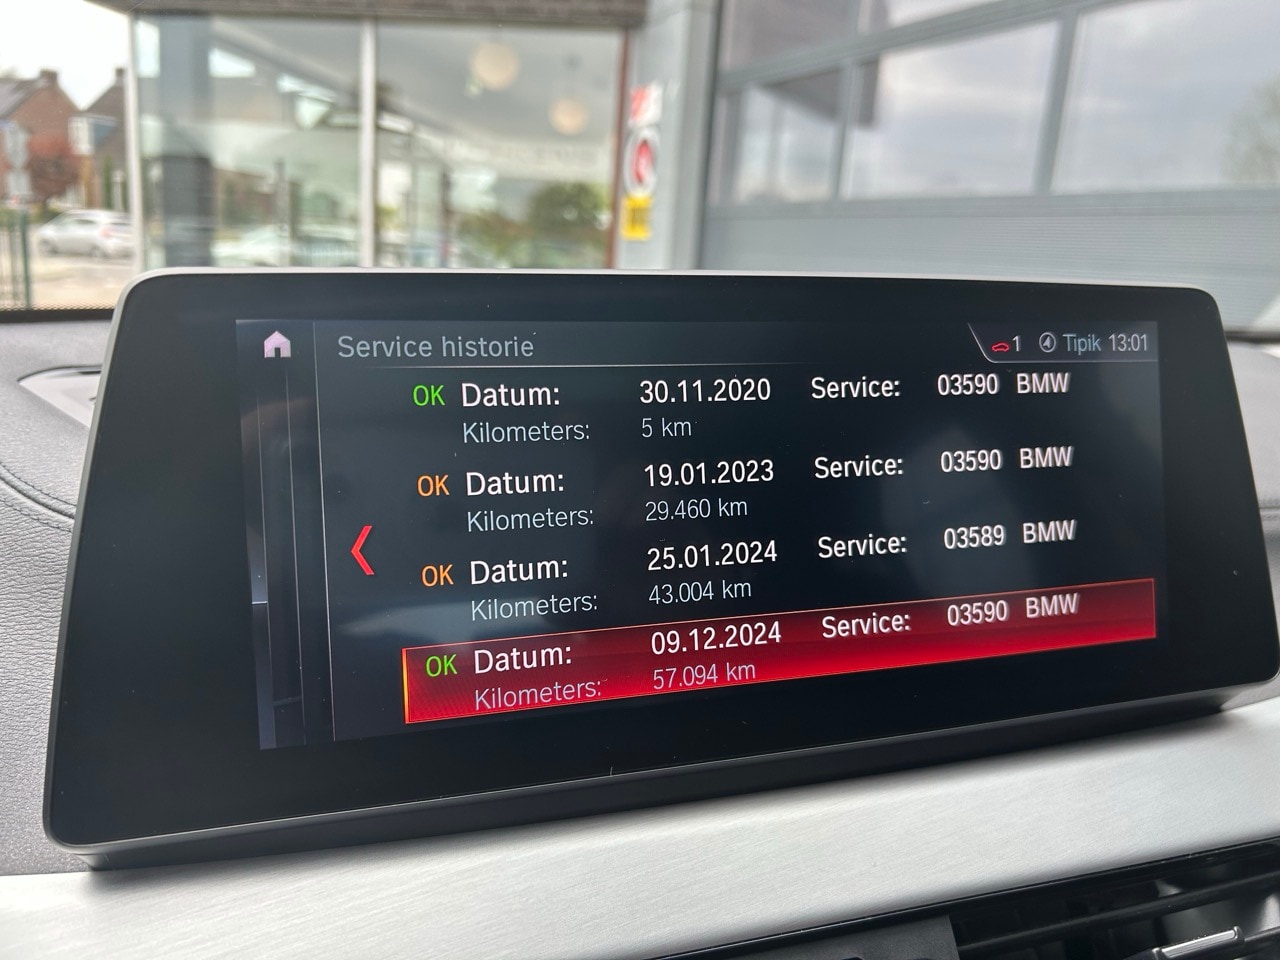 Service historie
1 Tipik 13:01
OK Datum: 30.11.2020 Service: 03590 BMW
Kilometers: 5 km
OK Datum: 19.01.2023 Service: 03590 BMW
Kilometers: 29.460 km
OK Datum: 25.01.2024 Service: 03589 BMW
Kilometers: 43.004 km
OK Datum: 09.12.2024 Service: 03590 BMW
Kilometers: 57.094 km